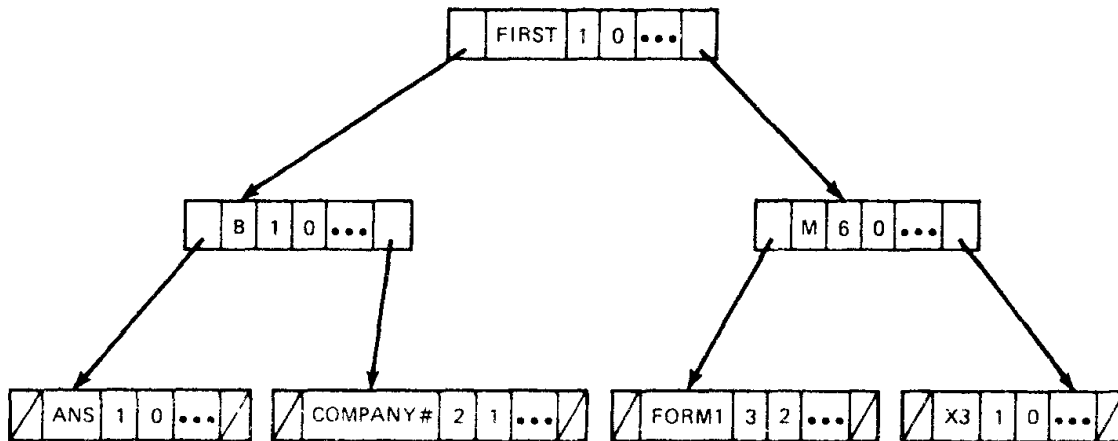 FIRST 1 0 •••
B 1 0 ••• M 6 0 •••
ANS 1 0 ••• COMPANY# 2 1 ••• FORM1 3 2 ••• X3 1 0 •••